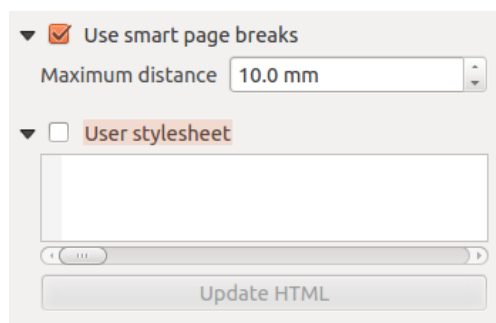 Use smart page breaks
Maximum distance 10.0 mm
User stylesheet
Update HTML